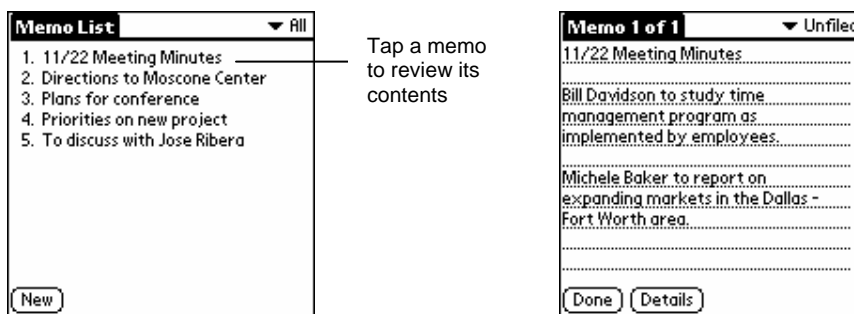 Memo List
All
1. 11/22 Meeting Minutes
2. Directions to Moscone Center
3. Plans for conference
4. Priorities on new project
5. To discuss with Jose Ribera
New
Tap a memo
to review its
contents
Memo 1 of 1
Unfiled
11/22 Meeting Minutes
Bill Davidson to study time
management program as
implemented by employees.
Michele Baker to report on
expanding markets in the Dallas -
Fort Worth area.
Done
Details